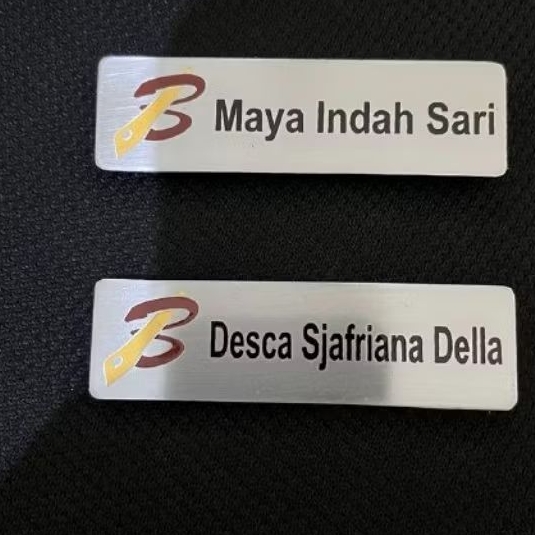 B Maya Indah Sari
B Desca Sjafriana Della